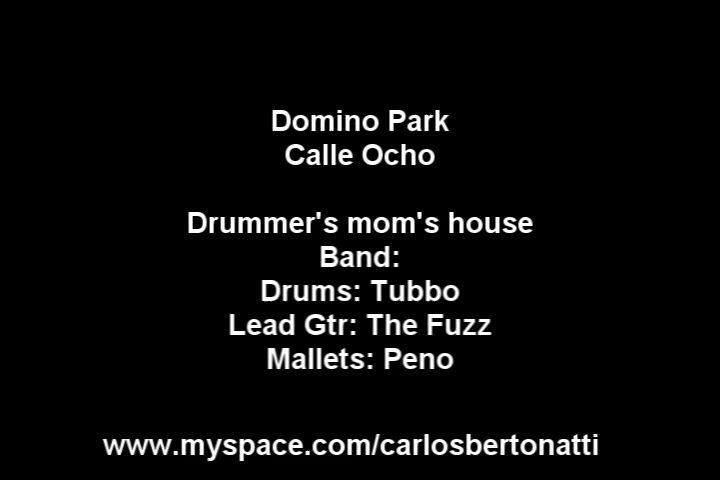 Domino Park
Calle Ocho
Drummer's mom's house
Band:
Drums: Tubbo
Lead Gtr: The Fuzz
Mallets: Peno
www.myspace.com/carlosbertonatti